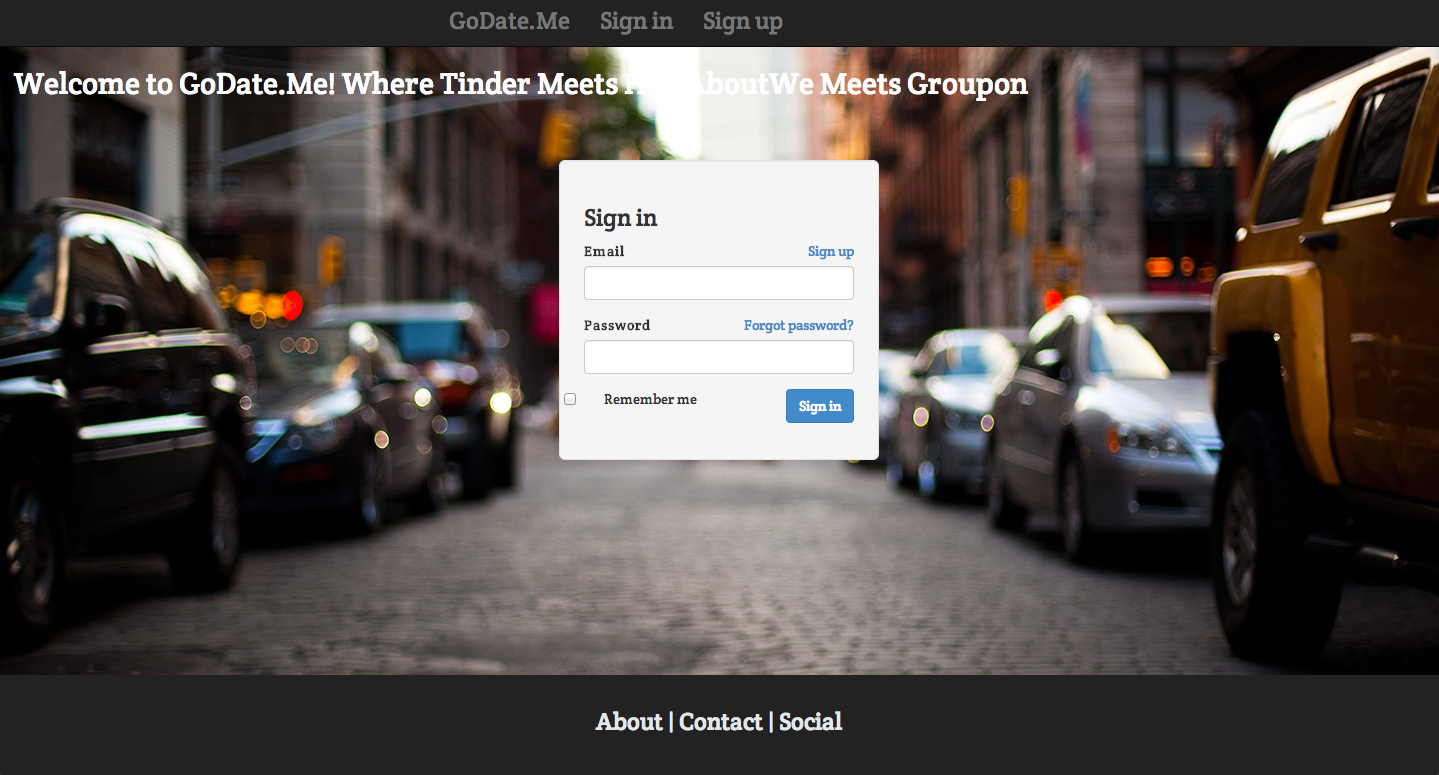 GoDate.Me Sign in Sign up
Welcome to GoDate.Me! Where Tinder Meets AboutWe Meets Groupon
Sign in
Email Sign up
Password Forgot password?
Remember me Sign in
About | Contact | Social